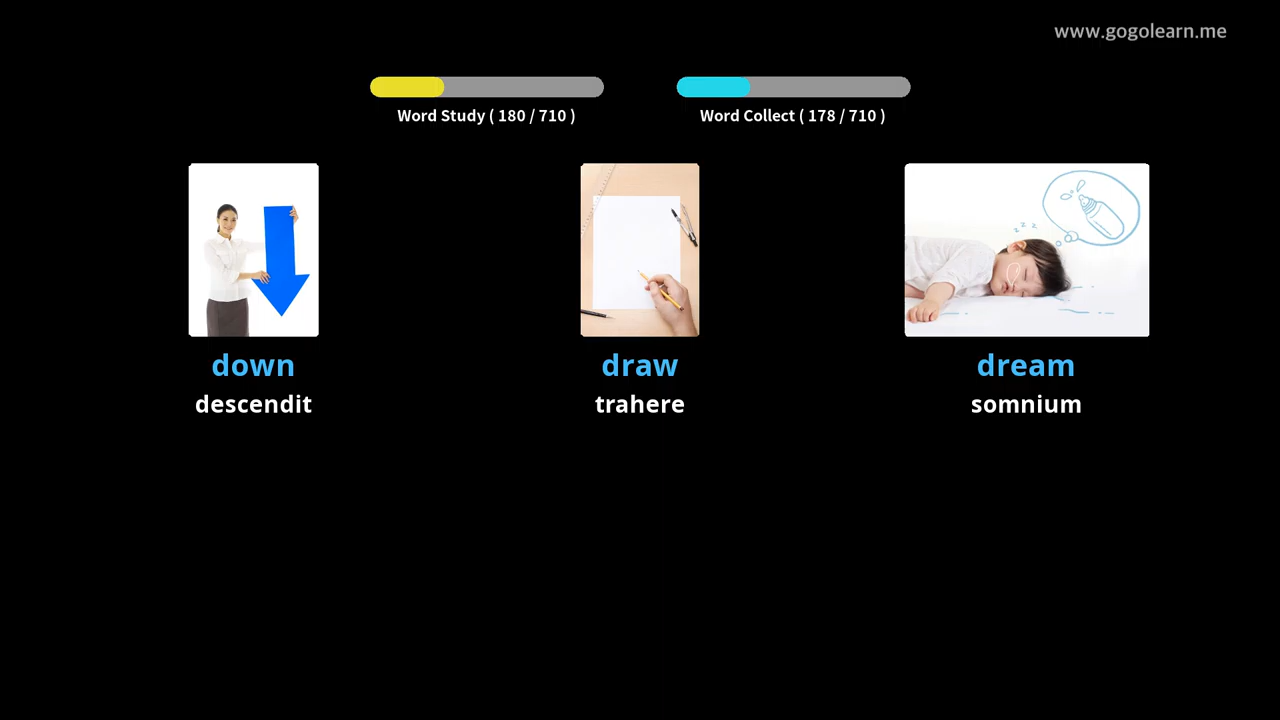 www.gogolearn.me
Word Study ( 180 / 710 )
Word Collect ( 178 / 710 )
z z z
down
draw
dream
descendit
trahere
somnium